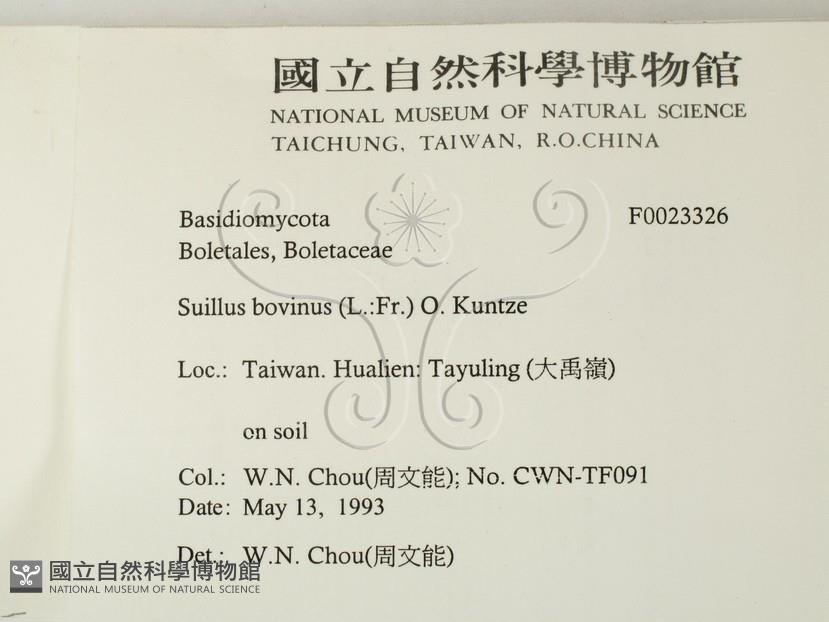 國立自然科學博物館
NATIONAL MUSEUM OF NATURAL SCIENCE
TAICHUNG, TAIWAN, R.O.CHINA
Basidiomycota F0023326
Boletales, Boletaceae
Suillus bovinus (L.:Fr.) O. Kuntze
Loc.: Taiwan. Hualien: Tayuling (大禹嶺)
on soil
Col.: W.N. Chou(周文能); No. CWN-TF091
Date: May 13, 1993
Det.: W.N. Chou(周文能)
國立自然科學博物館
NATIONAL MUSEUM OF NATURAL SCIENCE